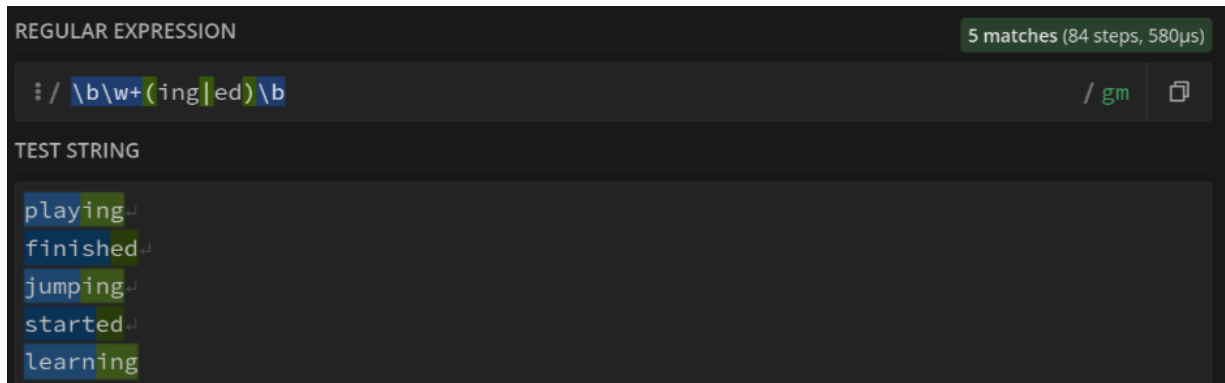 REGULAR EXPRESSION
5 matches (84 steps, 580μs)
/ \b\w+(ing|ed)\b / gm
TEST STRING
playing↵
finished↵
jumping↵
started↵
learning